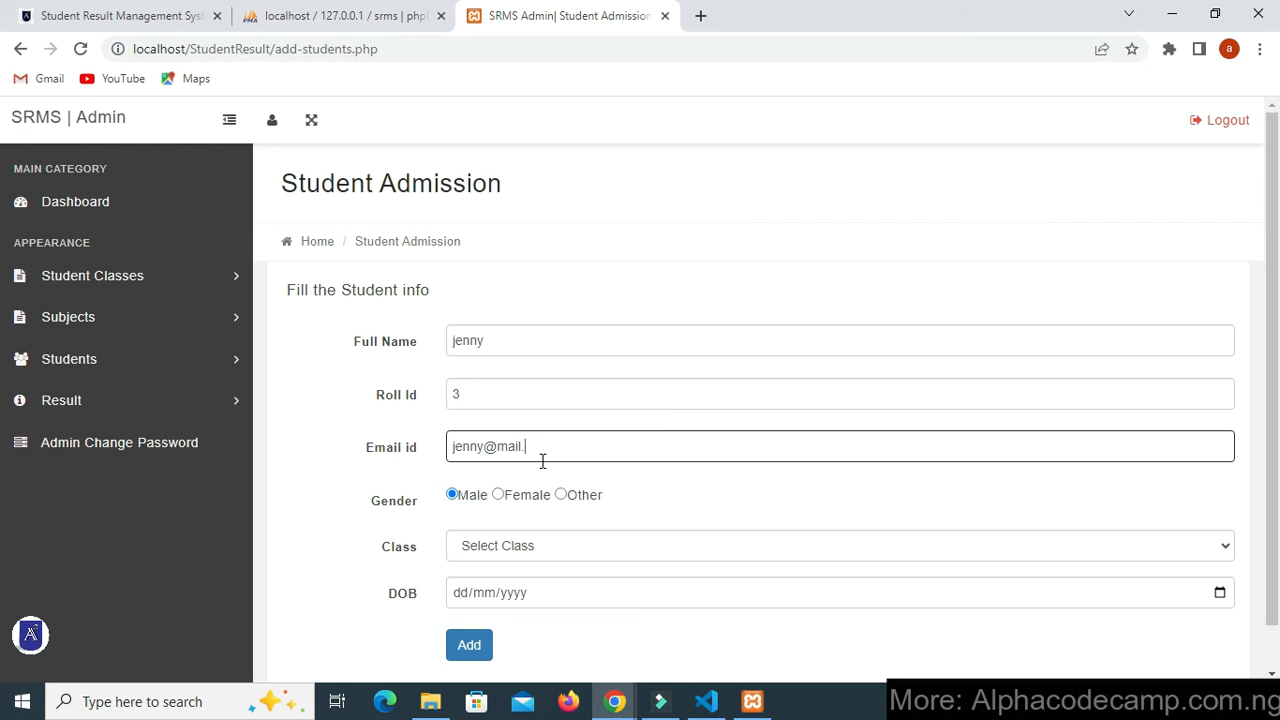 Student Result Management Syst
localhost / 127.0.0.1 / srms | php
SRMS Admin| Student Admission
localhost/StudentResult/add-students.php
a
Gmail
YouTube
Maps
SRMS | Admin
Logout
MAIN CATEGORY
Dashboard
APPEARANCE
Student Classes
Subjects
Students
Result
Admin Change Password
Student Admission
Home / Student Admission
Fill the Student info
Full Name
jenny
Roll Id
3
Email id
jenny@mail.
Gender
Male Female Other
Class
Select Class
DOB
dd/mm/yyyy
Add
Type here to search
More: Alphacodecamp.com.ng